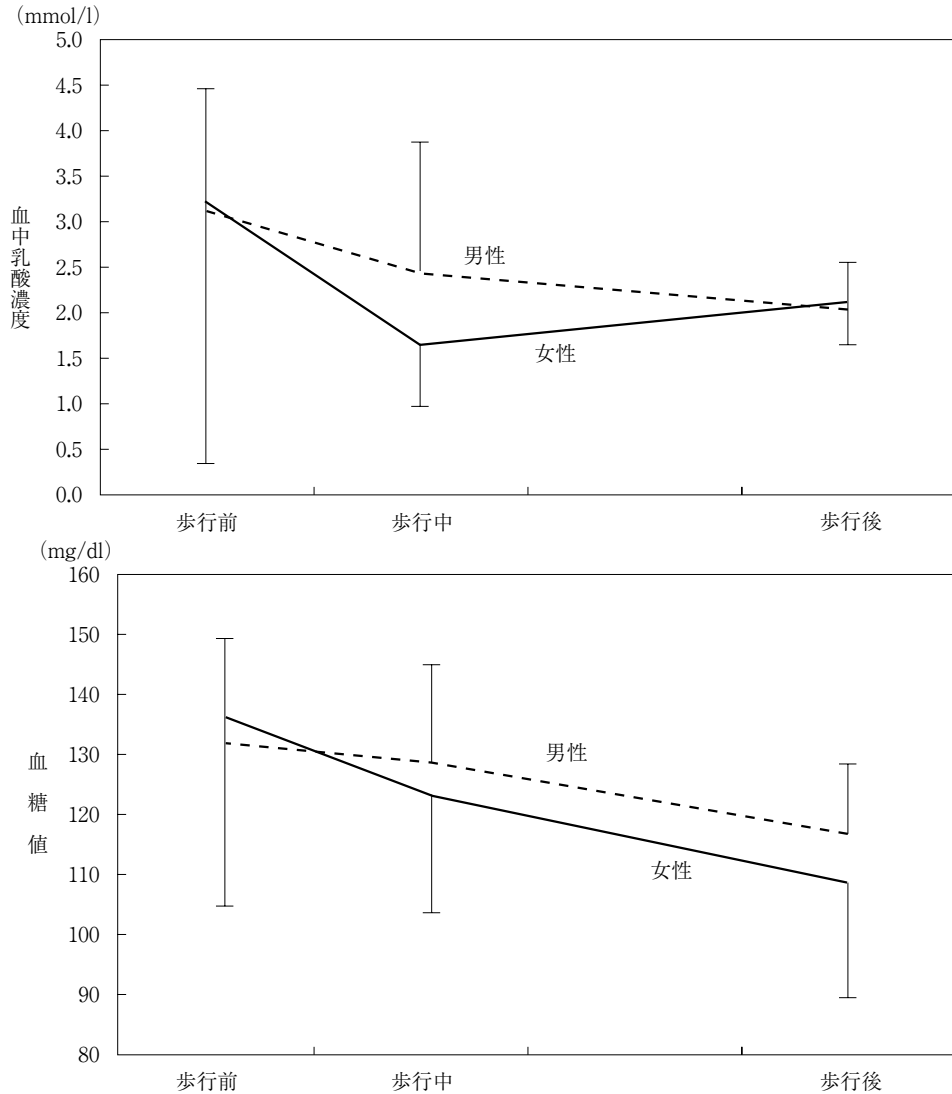 (mmol/l)
5.0
4.5
4.0
3.5
3.0
2.5
2.0
1.5
1.0
0.5
0.0
血中乳酸濃度
男性
女性
歩行前 歩行中 歩行後
(mg/dl)
160
150
140
130
120
110
100
90
80
血糖値
男性
女性
歩行前 歩行中 歩行後